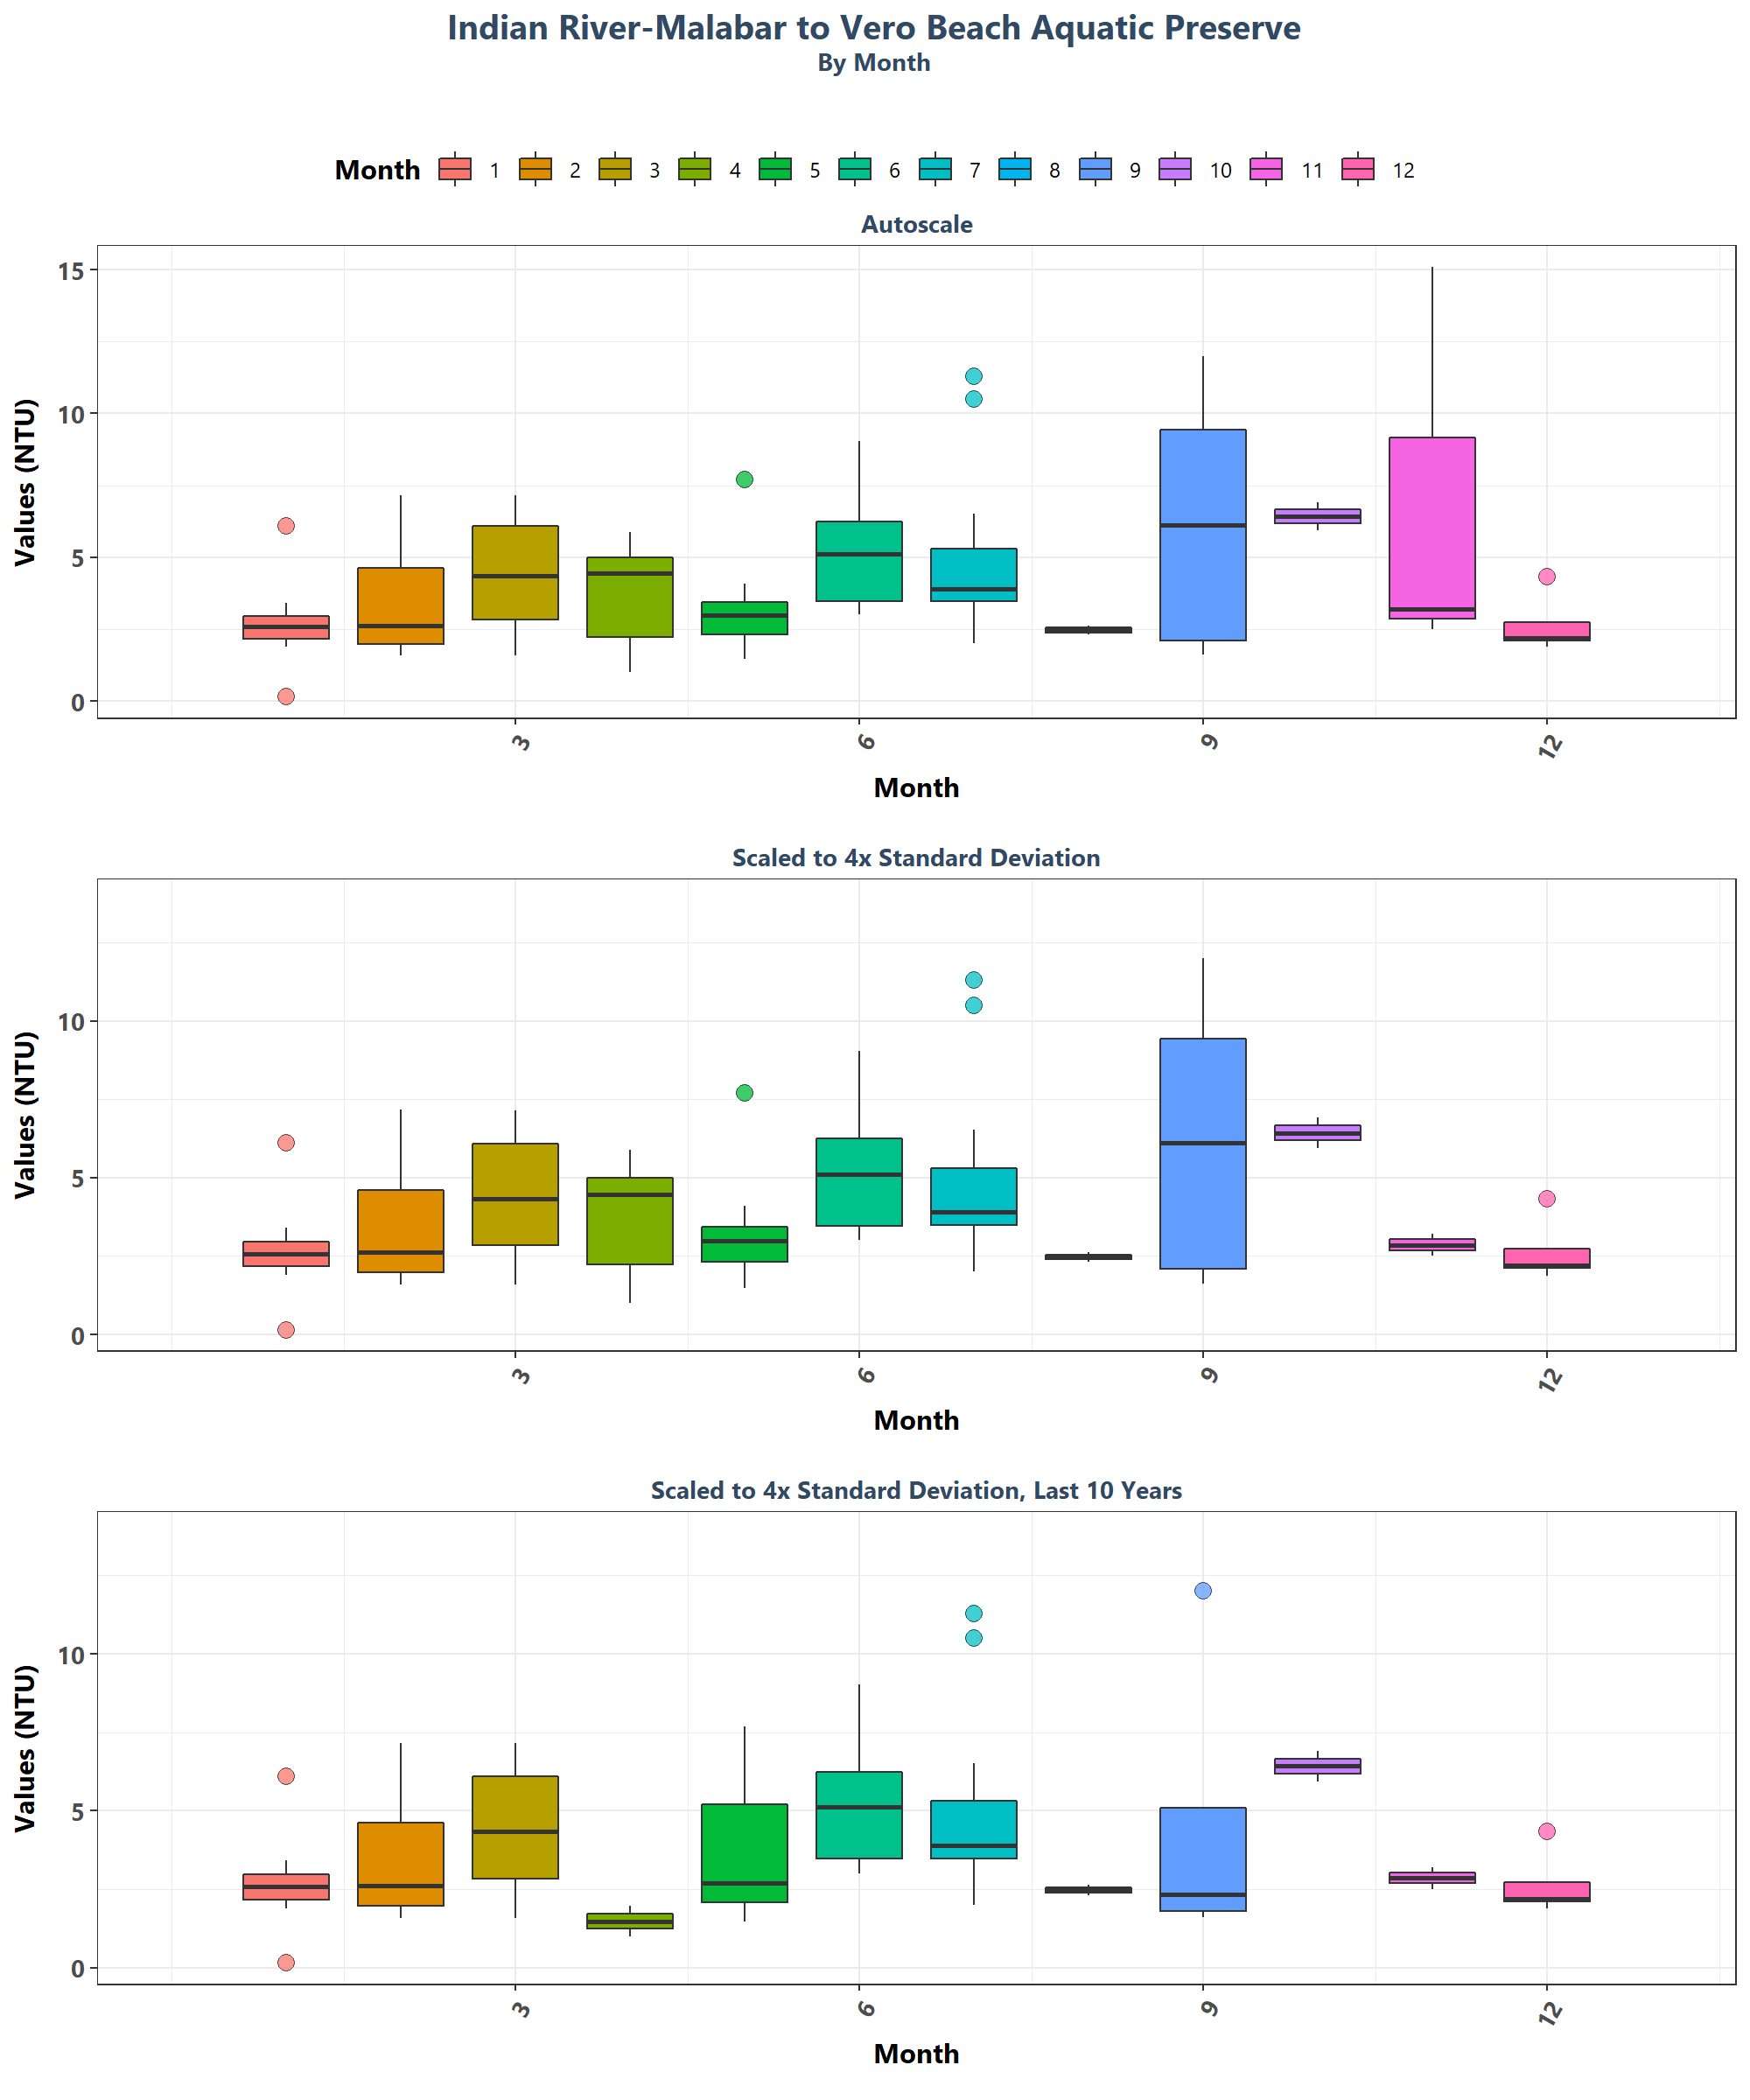 Indian River-Malabar to Vero Beach Aquatic Preserve
By Month
Month 1 2 3 4 5 6 7 8 9 10 11 12
Autoscale
Values (NTU)
15
10
5
0
3 6 9 12
Month
Scaled to 4x Standard Deviation
Values (NTU)
10
5
0
3 6 9 12
Month
Scaled to 4x Standard Deviation, Last 10 Years
Values (NTU)
10
5
0
3 6 9 12
Month